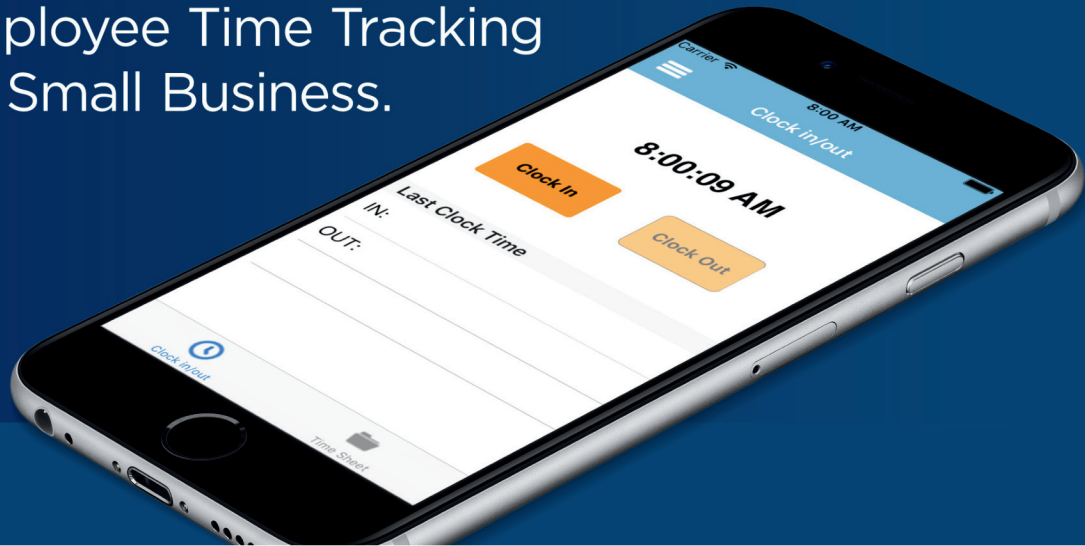 ployee Time Tracking
Small Business.
Carrier
8:00 AM
Clock in/out
8:00:09 AM
Clock In
Clock Out
Last Clock Time
IN:
OUT:
Clock in/out
Time Sheet